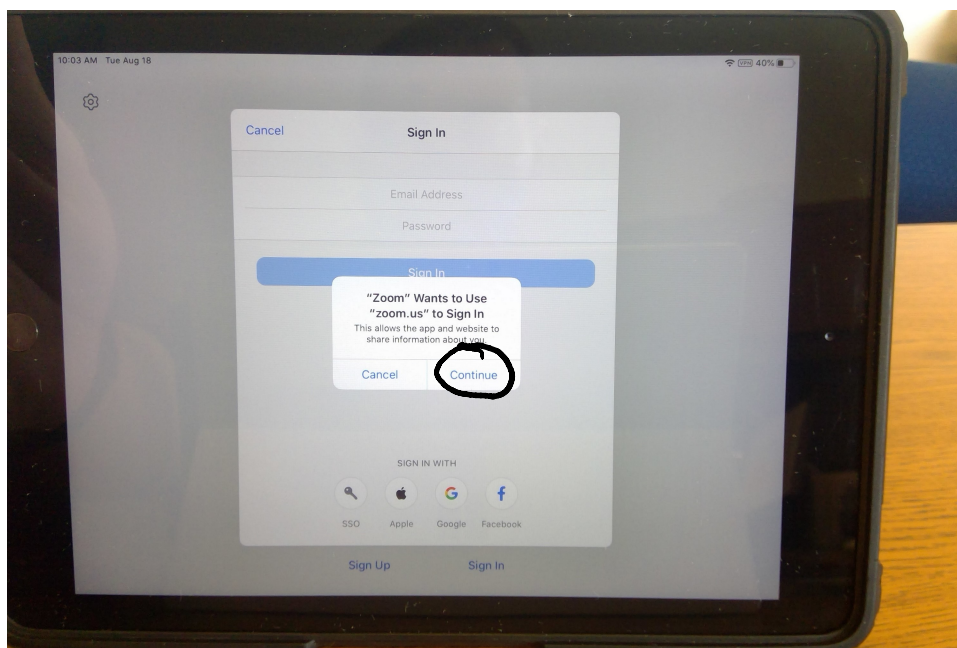 10:03 AM Tue Aug 18
VPN 40%
Cancel Sign In
Email Address
Password
Sign In
“Zoom” Wants to Use
“zoom.us” to Sign In
This allows the app and website to
share information about you.
Cancel Continue
SIGN IN WITH
SSO Apple Google Facebook
Sign Up Sign In